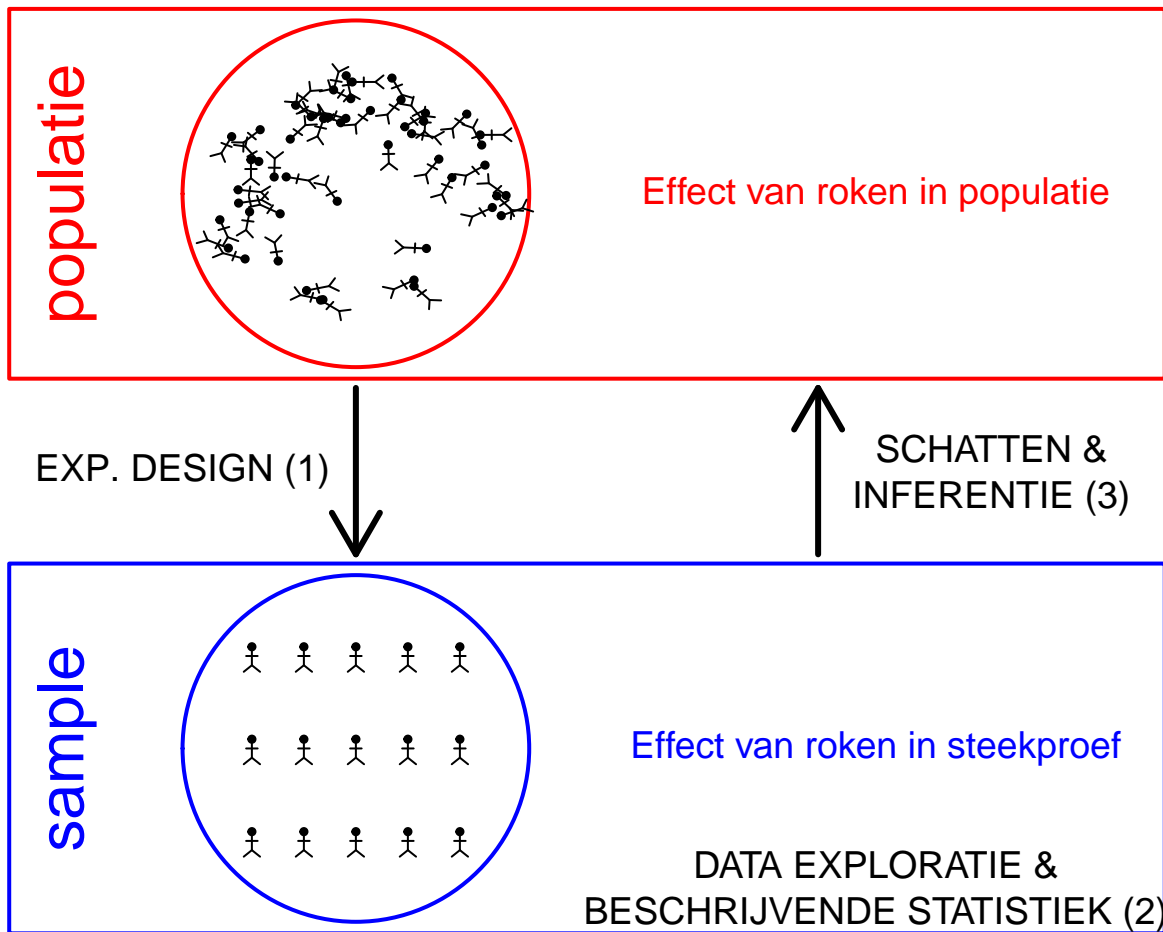 populatie
Effect van roken in populatie
EXP. DESIGN (1)
SCHATTEN &
INFERENTIE (3)
sample
Effect van roken in steekproef
DATA EXPLORATIE &
BESCHRIJVENDE STATISTIEK (2)